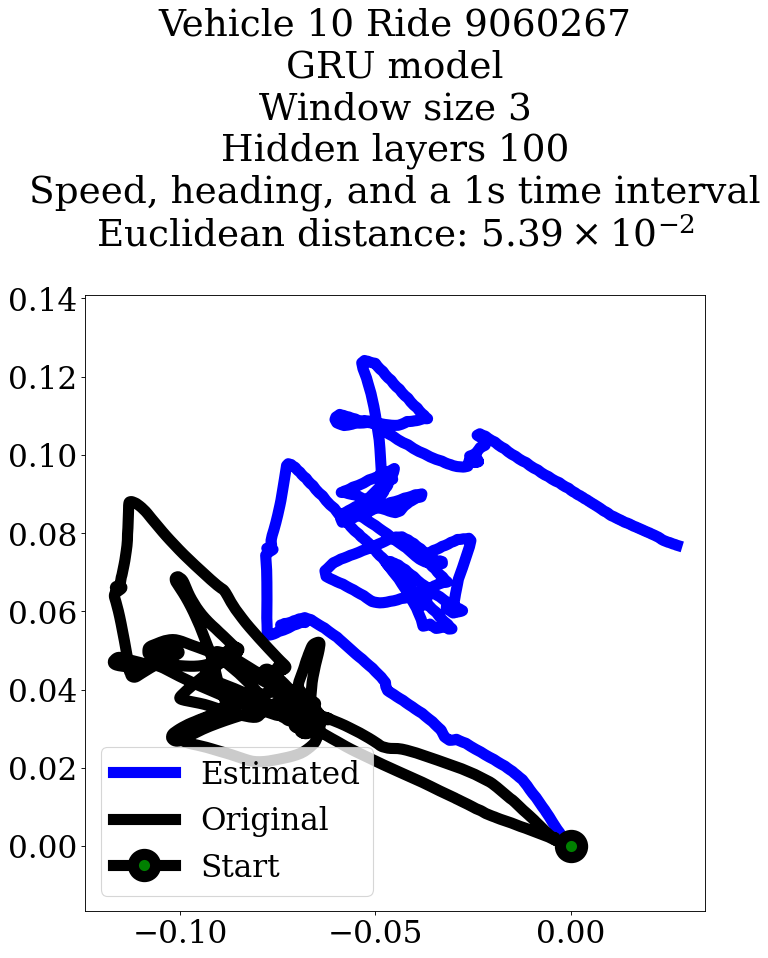 Vehicle 10 Ride 9060267
GRU model
Window size 3
Hidden layers 100
Speed, heading, and a 1s time interval
Euclidean distance: 5.39 × 10⁻²
0.14
0.12
0.10
0.08
0.06
0.04
0.02
0.00
Estimated
Original
Start
−0.10 −0.05 0.00